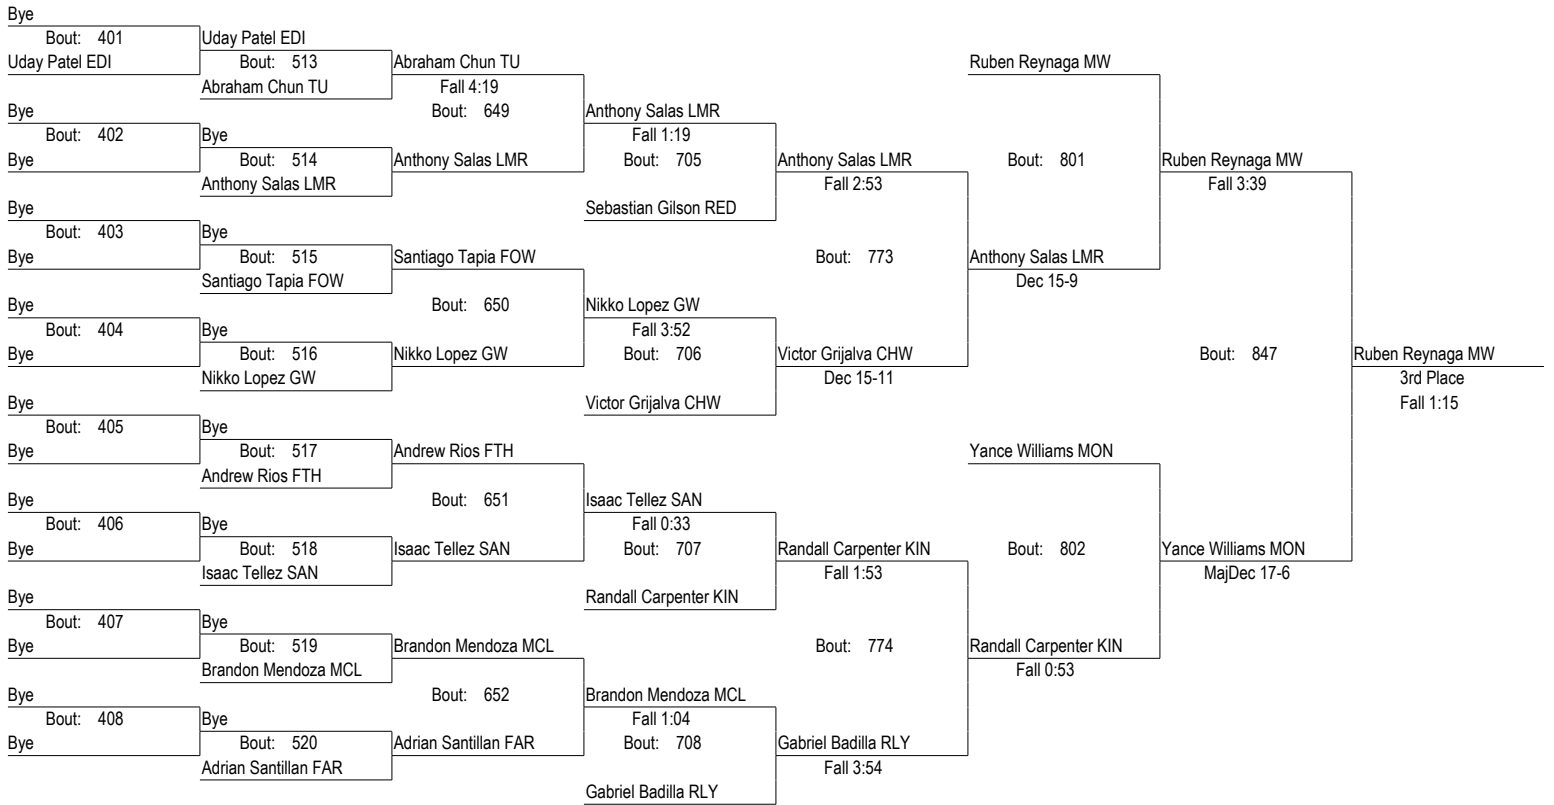 Bye
Bout: 401 Uday Patel EDI
Uday Patel EDI Bout: 513 Abraham Chun TU Ruben Reynaga MW
Abraham Chun TU Fall 4:19
Bye Bout: 649 Anthony Salas LMR
Bout: 402 Bye Fall 1:19
Bye Bout: 514 Anthony Salas LMR Bout: 705 Anthony Salas LMR Bout: 801 Ruben Reynaga MW
Anthony Salas LMR Fall 2:53 Fall 3:39
Bye Sebastian Gilson RED
Bout: 403 Bye
Bye Bout: 515 Santiago Tapia FOW Bout: 773 Anthony Salas LMR
Santiago Tapia FOW Dec 15-9
Bye Bout: 650 Nikko Lopez GW
Bout: 404 Bye Fall 3:52
Bye Bout: 516 Nikko Lopez GW Bout: 706 Victor Grijalva CHW Bout: 847 Ruben Reynaga MW
Nikko Lopez GW Dec 15-11 3rd Place
Bye Victor Grijalva CHW Fall 1:15
Bout: 405 Bye
Bye Bout: 517 Andrew Rios FTH Yance Williams MON
Andrew Rios FTH
Bye Bout: 651 Isaac Tellez SAN
Bout: 406 Bye Fall 0:33
Bye Bout: 518 Isaac Tellez SAN Bout: 707 Randall Carpenter KIN Bout: 802 Yance Williams MON
Isaac Tellez SAN Fall 1:53 MajDec 17-6
Bye Randall Carpenter KIN
Bout: 407 Bye
Bye Bout: 519 Brandon Mendoza MCL Bout: 774 Randall Carpenter KIN
Brandon Mendoza MCL Fall 0:53
Bye Bout: 652 Brandon Mendoza MCL
Bout: 408 Bye Fall 1:04
Bye Bout: 520 Adrian Santillan FAR Bout: 708 Gabriel Badilla RLY
Adrian Santillan FAR Fall 3:54
Gabriel Badilla RLY